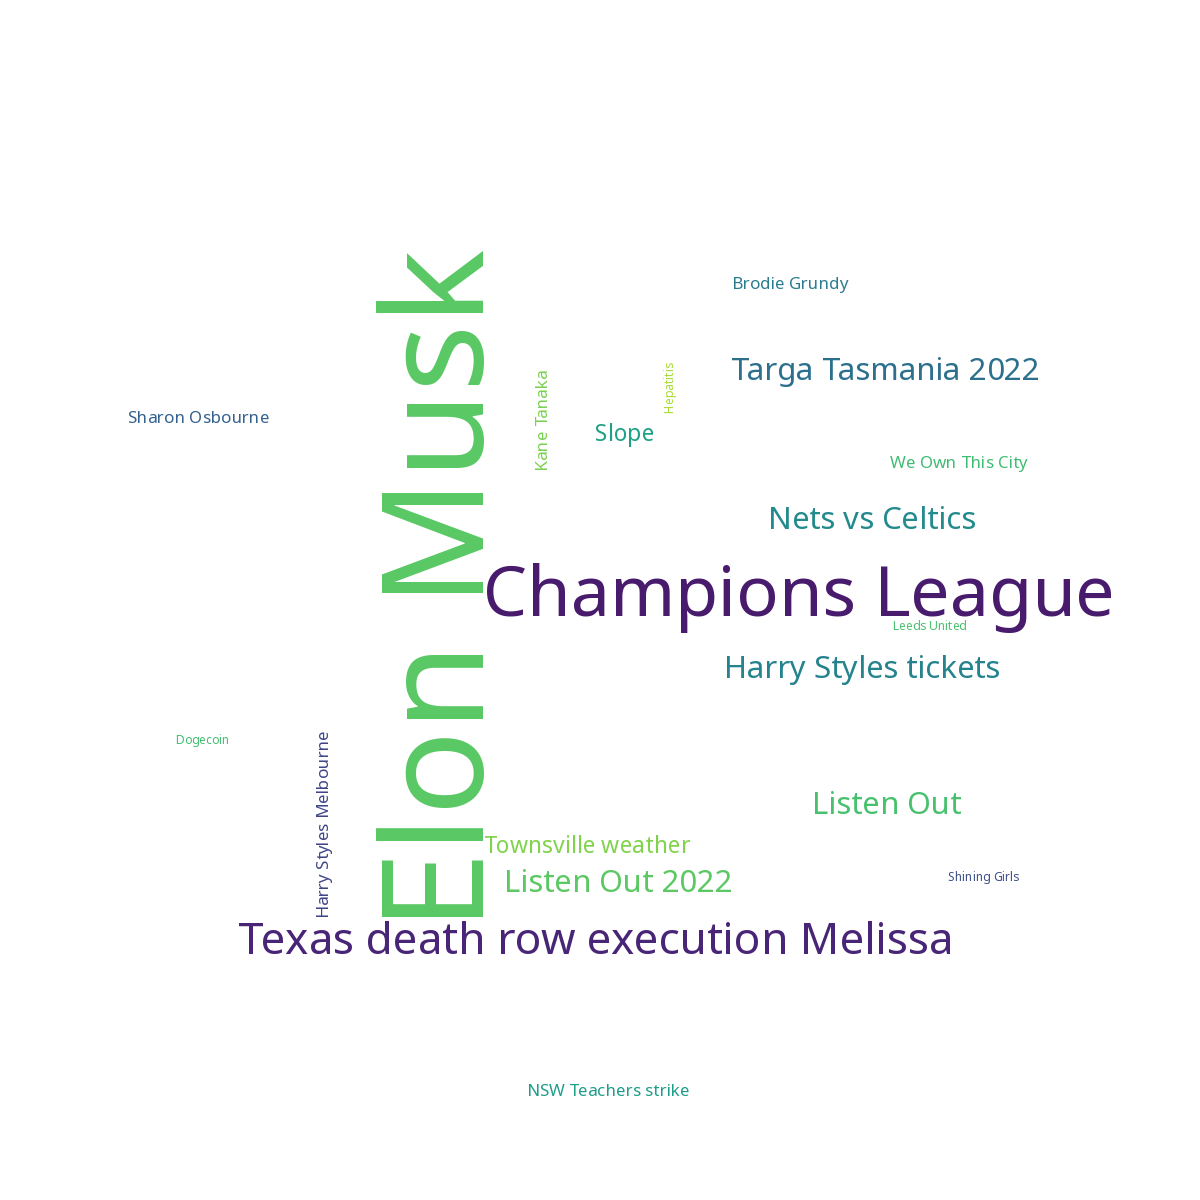 Brodie Grundy
Targa Tasmania 2022
Elon Musk
Kane Tanaka
Hepatitis
Sharon Osbourne
Slope
We Own This City
Nets vs Celtics
Champions League
Leeds United
Harry Styles tickets
Dogecoin
Harry Styles Melbourne
Listen Out
Townsville weather
Listen Out 2022
Shining Girls
Texas death row execution Melissa
NSW Teachers strike